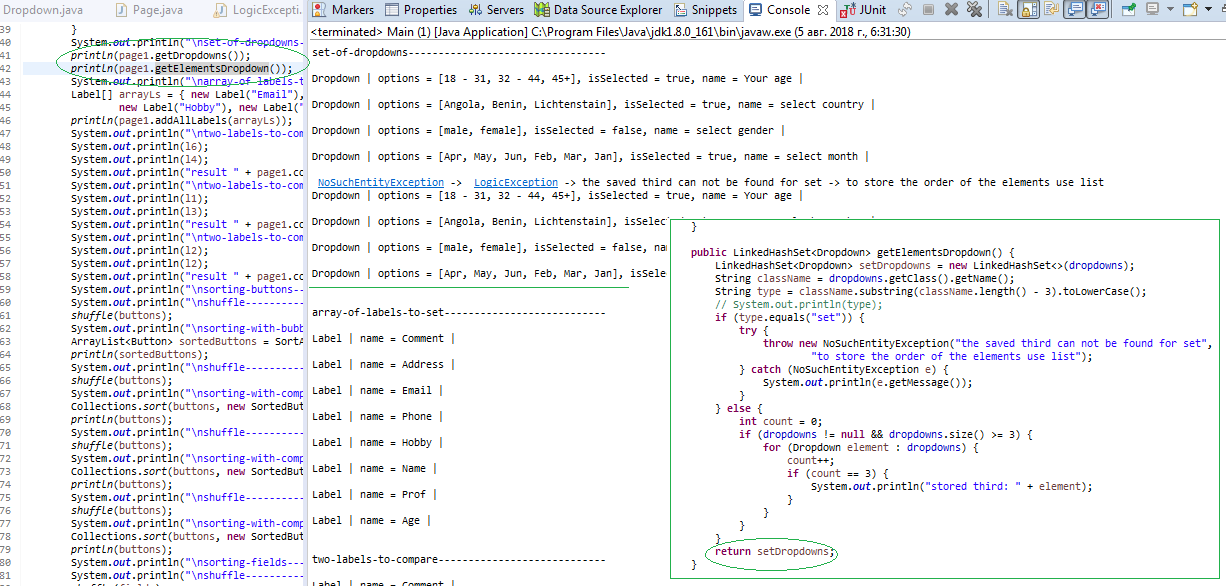 Dropdown.java Page.java LogicExcepti. Markers Properties Servers Data Source Explorer Snippets Console JUnit
<terminated> Main (1) [Java Application] C:\Program Files\Java\jdk1.8.0_161\bin\javaw.exe (5 авг. 2018 г., 6:31:30)
39 }
40 System.out.println("\nset-of-dropdowns-
41 println(page1.getDropdowns());
42 println(page1.getElementsDropdown());
43 System.out.println("\narray-of-labels-t
44 Label[] arrayLs = { new Label("Email"),
45 new Label("Hobby"), new Label("
46 println(page1.addAllLabels(arrayLs));
47 System.out.println("\ntwo-labels-to-com
48 System.out.println(l6);
49 System.out.println(l4);
50 System.out.println("result " + page1.co
51 System.out.println("\ntwo-labels-to-com
52 System.out.println(l1);
53 System.out.println(l3);
54 System.out.println("result " + page1.co
55 System.out.println("\ntwo-labels-to-com
56 System.out.println(l2);
57 System.out.println(l2);
58 System.out.println("result " + page1.co
59 System.out.println("\nsorting-buttons---
60 System.out.println("\nshuffle----------
61 shuffle(buttons);
62 System.out.println("\nsorting-with-bubb
63 ArrayList<Button> sortedButtons = SortA
64 println(sortedButtons);
65 System.out.println("\nshuffle----------
66 shuffle(buttons);
67 System.out.println("\nsorting-with-comp
68 Collections.sort(buttons, new SortedBut
69 println(buttons);
70 System.out.println("\nshuffle----------
71 shuffle(buttons);
72 System.out.println("\nsorting-with-comp
73 Collections.sort(buttons, new SortedBut
74 println(buttons);
75 System.out.println("\nshuffle----------
76 shuffle(buttons);
77 System.out.println("\nsorting-with-comp
78 Collections.sort(buttons, new SortedBut
79 println(buttons);
80 System.out.println("\nsorting-fields---
81 System.out.println("\nshuffle----------
set-of-dropdowns----------------------------
Dropdown | options = [18 - 31, 32 - 44, 45+], isSelected = true, name = Your age |
Dropdown | options = [Angola, Benin, Lichtenstain], isSelected = true, name = select country |
Dropdown | options = [male, female], isSelected = false, name = select gender |
Dropdown | options = [Apr, May, Jun, Feb, Mar, Jan], isSelected = true, name = select month |
NoSuchEntityException -> LogicException -> the saved third can not be found for set -> to store the order of the elements use list
Dropdown | options = [18 - 31, 32 - 44, 45+], isSelected = true, name = Your age |
Dropdown | options = [Angola, Benin, Lichtenstain], isSelec
Dropdown | options = [male, female], isSelected = false, na
Dropdown | options = [Apr, May, Jun, Feb, Mar, Jan], isSele
array-of-labels-to-set---------------------------
Label | name = Comment |
Label | name = Address |
Label | name = Email |
Label | name = Phone |
Label | name = Hobby |
Label | name = Name |
Label | name = Prof |
Label | name = Age |
two-labels-to-compare----------------------------
Label | name = Comment |
}
public LinkedHashSet<Dropdown> getElementsDropdown() {
LinkedHashSet<Dropdown> setDropdowns = new LinkedHashSet<>(dropdowns);
String className = dropdowns.getClass().getName();
String type = className.substring(className.length() - 3).toLowerCase();
// System.out.println(type);
if (type.equals("set")) {
try {
throw new NoSuchEntityException("the saved third can not be found for set",
"to store the order of the elements use list");
} catch (NoSuchEntityException e) {
System.out.println(e.getMessage());
}
} else {
int count = 0;
if (dropdowns != null && dropdowns.size() >= 3) {
for (Dropdown element : dropdowns) {
count++;
if (count == 3) {
System.out.println("stored third: " + element);
}
}
}
}
return setDropdowns;
}